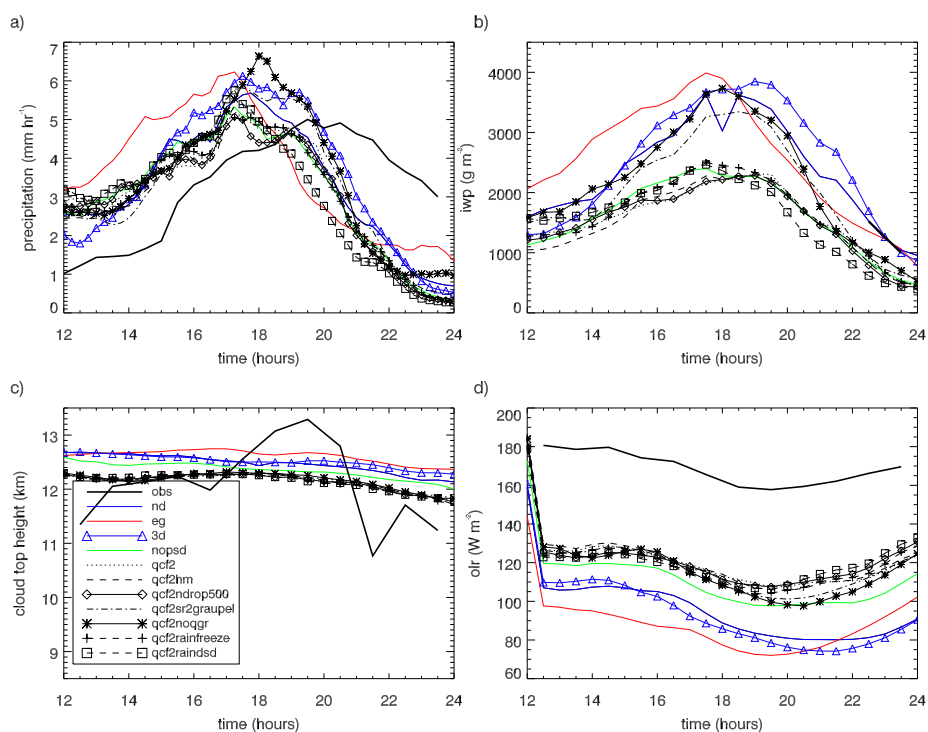 a)
b)
precipitation (mm hr⁻¹)
7
6
5
4
3
2
1
0
12 14 16 18 20 22 24
time (hours)
iwp (g m⁻²)
4000
3000
2000
1000
0
12 14 16 18 20 22 24
time (hours)
c)
d)
cloud top height (km)
13
12
11
10
9
obs
nd
eg
3d
nopsd
qcf2
qcf2hm
qcf2ndrop500
qcf2sr2graupel
qcf2noqgr
qcf2rainfreeze
qcf2raindsd
12 14 16 18 20 22 24
time (hours)
olr (W m⁻²)
200
180
160
140
120
100
80
60
12 14 16 18 20 22 24
time (hours)